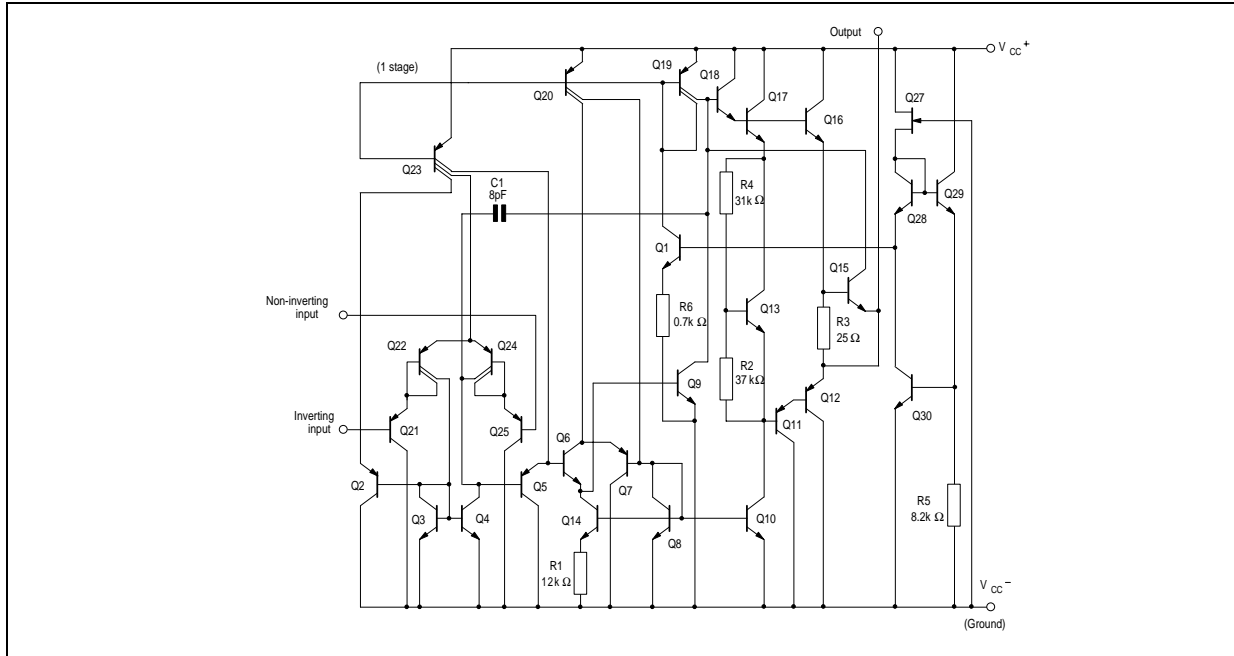 Output
V CC +
(1 stage)
Q19
Q18
Q17
Q20
Q16
Q27
Q23
C1
8pF
R4
31k Ω
Q29
Q28
Q1
Q15
Non-inverting
input
R6
0.7k Ω
Q13
R3
25 Ω
Q22
Q24
R2
37 kΩ
Q9
Q12
Inverting
input
Q21
Q25
Q11
Q30
Q6
Q2
Q5
Q7
R5
8.2k Ω
Q3
Q4
Q14
Q8
Q10
R1
12k Ω
V CC –
(Ground)